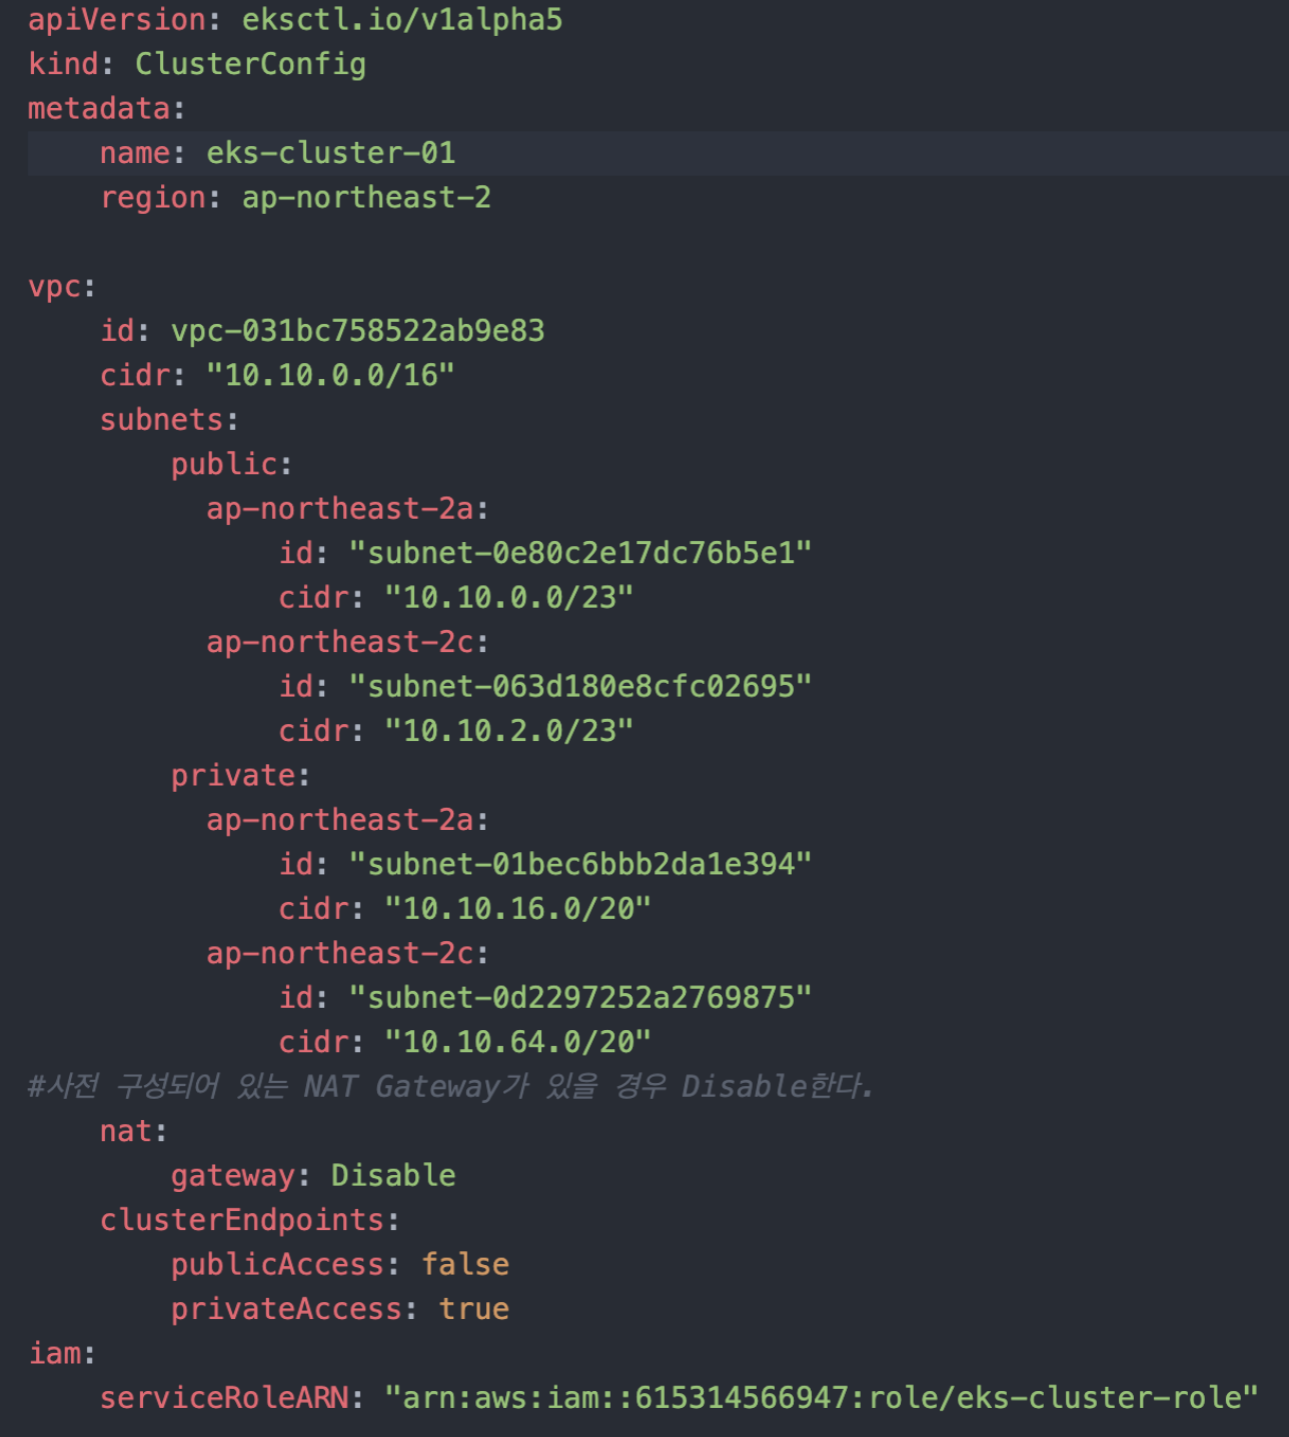 apiVersion: eksctl.io/v1alpha5
kind: ClusterConfig
metadata:
    name: eks-cluster-01
    region: ap-northeast-2

vpc:
    id: vpc-031bc758522ab9e83
    cidr: "10.10.0.0/16"
    subnets:
        public:
          ap-northeast-2a:
              id: "subnet-0e80c2e17dc76b5e1"
              cidr: "10.10.0.0/23"
          ap-northeast-2c:
              id: "subnet-063d180e8cfc02695"
              cidr: "10.10.2.0/23"
        private:
          ap-northeast-2a:
              id: "subnet-01bec6bbb2da1e394"
              cidr: "10.10.16.0/20"
          ap-northeast-2c:
              id: "subnet-0d2297252a2769875"
              cidr: "10.10.64.0/20"
#사전 구성되어 있는 NAT Gateway가 있을 경우 Disable한다.
    nat:
        gateway: Disable
    clusterEndpoints:
        publicAccess: false
        privateAccess: true
iam:
    serviceRoleARN: "arn:aws:iam::615314566947:role/eks-cluster-role"